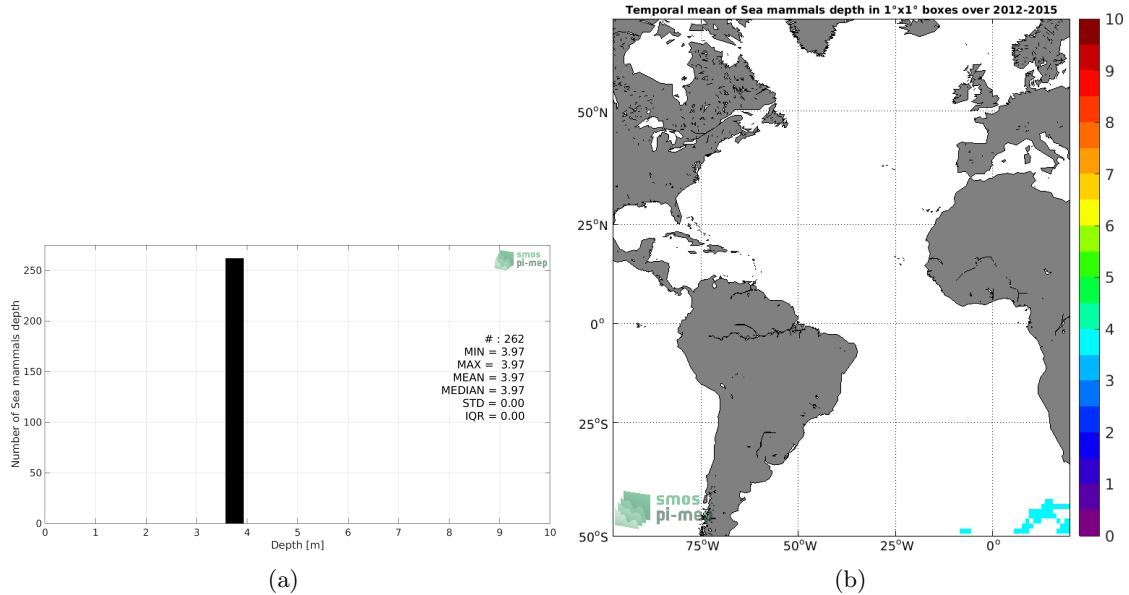 Temporal mean of Sea mammals depth in 1°x1° boxes over 2012-2015
Number of Sea mammals depth
250
200
150
100
50
0
0 1 2 3 4 5 6 7 8 9 10
Depth [m]
smos
pi-mep
# : 262
MIN = 3.97
MAX = 3.97
MEAN = 3.97
MEDIAN = 3.97
STD = 0.00
IQR = 0.00
(a)
50°N
25°N
0°
25°S
50°S
75°W 50°W 25°W 0°
smos
pi-mep
10
9
8
7
6
5
4
3
2
1
0
(b)